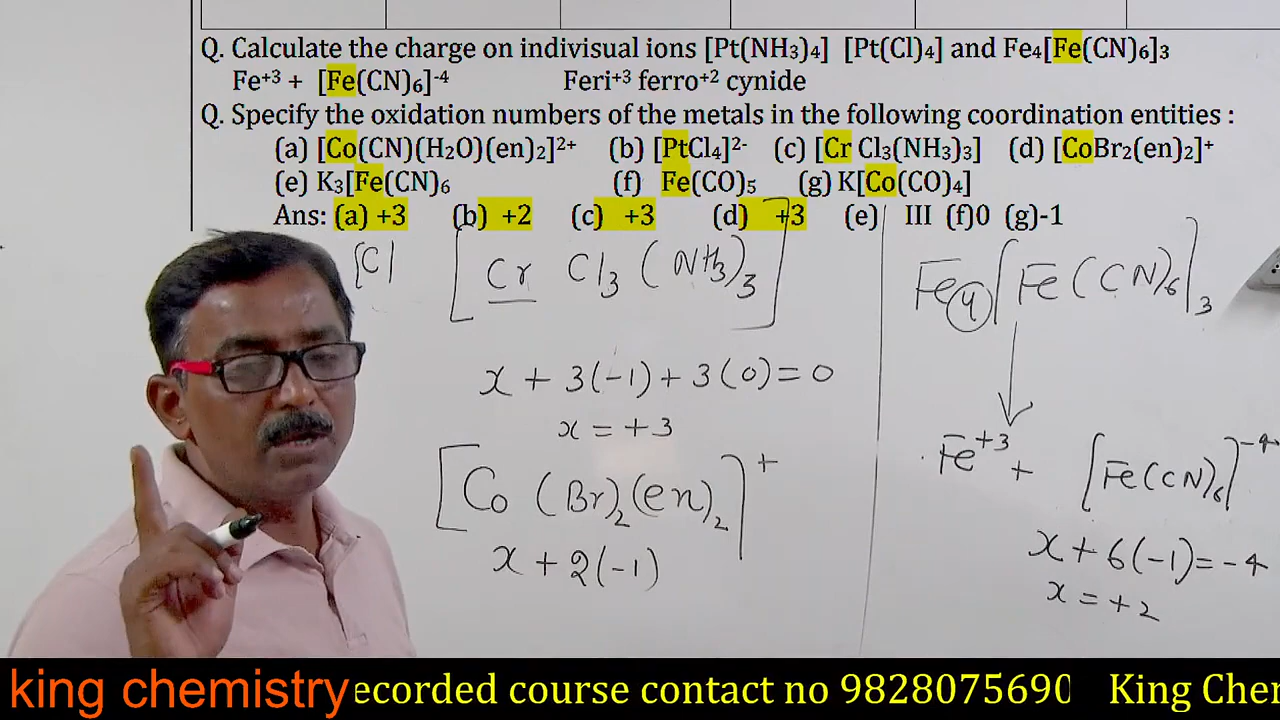 Q. Calculate the charge on indivisual ions [Pt(NH3)4] [Pt(Cl)4] and Fe4[Fe(CN)6]3
Fe+3 + [Fe(CN)6]-4 Feri+3 ferro+2 cynide
Q. Specify the oxidation numbers of the metals in the following coordination entities :
(a) [Co(CN)(H2O)(en)2]2+ (b) [PtCl4]2- (c) [Cr Cl3(NH3)3] (d) [CoBr2(en)2]+
(e) K3[Fe(CN)6 (f) Fe(CO)5 (g) K[Co(CO)4]
Ans: (a) +3 (b) +2 (c) +3 (d) +3 (e) III (f)0 (g)-1
[Cl
[Cr Cl3 (NH3)3]
x + 3(-1) + 3(0) = 0
x = +3
[Co (Br)2(en)2]+
x + 2(-1)
Fe4[Fe(CN)6]3
Fe+3 + [Fe(CN)6]-4
x + 6(-1) = -4
x = +2
king chemistry
ecorded course contact no 9828075690 King Cher